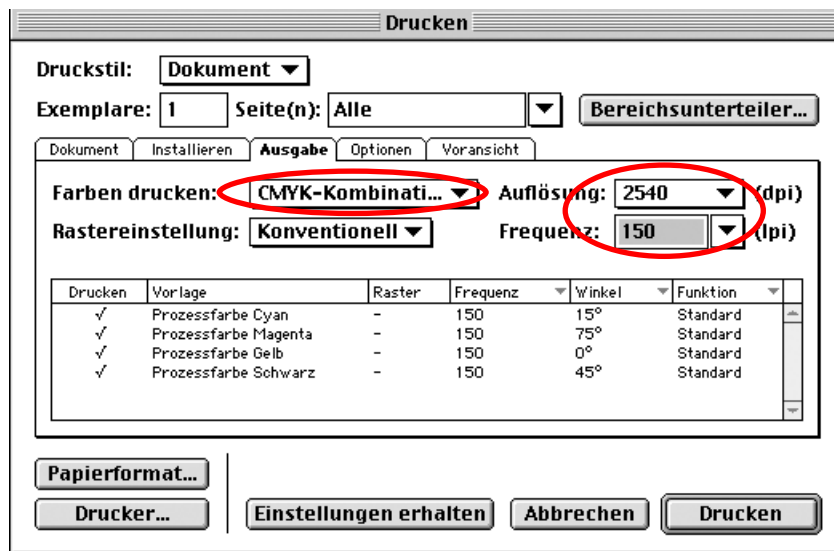 Drucken
Druckstil: Dokument
Exemplare: 1 Seite(n): Alle Bereichsunterteiler...
Dokument Installieren Ausgabe Optionen Voransicht
Farben drucken: CMYK-Kombinati... Auflösung: 2540 (dpi)
Rastereinstellung: Konventionell Frequenz: 150 (lpi)
Drucken Vorlage Raster Frequenz Winkel Funktion
√ Prozessfarbe Cyan - 150 15° Standard
√ Prozessfarbe Magenta - 150 75° Standard
√ Prozessfarbe Gelb - 150 0° Standard
√ Prozessfarbe Schwarz - 150 45° Standard
Papierformat...
Drucker... Einstellungen erhalten Abbrechen Drucken